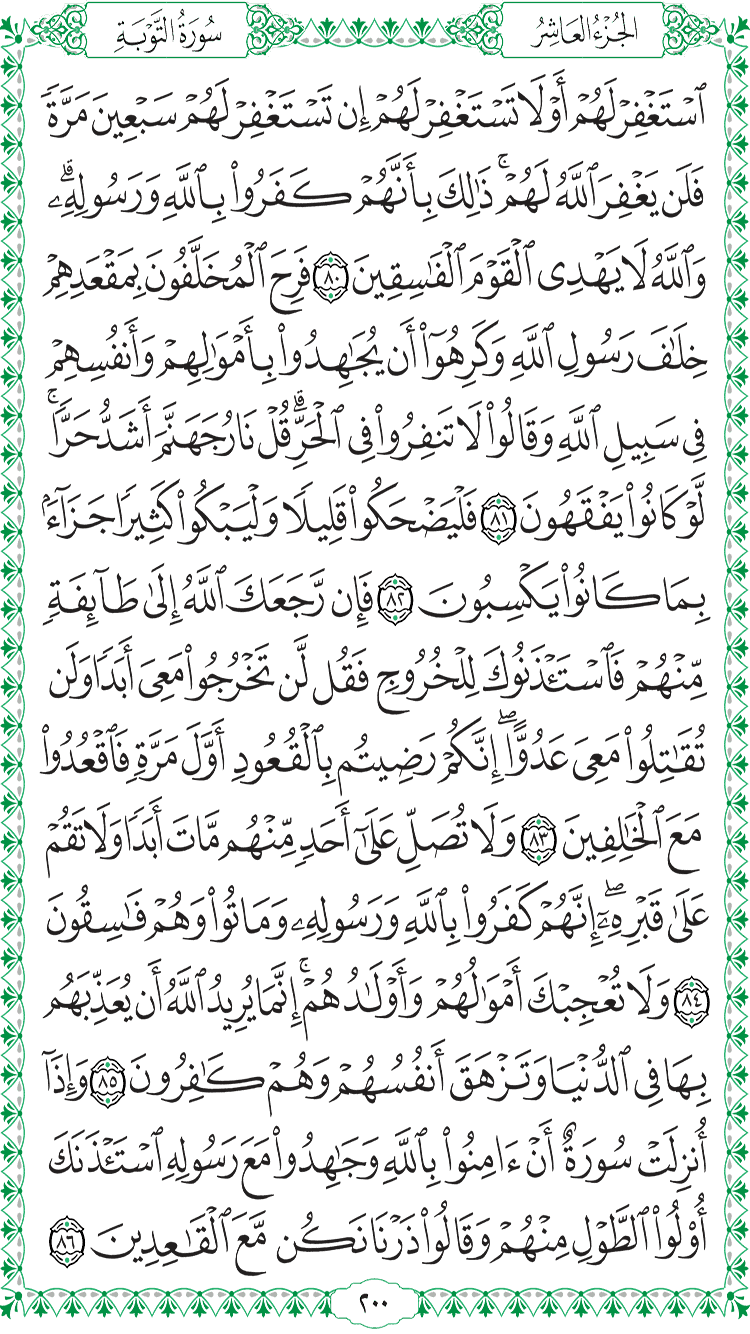 الجُزْءُ العَاشِرُ
سُورَةُ التَّوْبَةِ
ٱسْتَغْفِرْ لَهُمْ أَوْ لَا تَسْتَغْفِرْ لَهُمْ إِن تَسْتَغْفِرْ لَهُمْ سَبْعِينَ مَرَّةً
فَلَن يَغْفِرَ ٱللَّهُ لَهُمْۚ ذَٰلِكَ بِأَنَّهُمْ كَفَرُوا۟ بِٱللَّهِ وَرَسُولِهِۦۗ
وَٱللَّهُ لَا يَهْدِى ٱلْقَوْمَ ٱلْفَٰسِقِينَ ٨٠ فَرِحَ ٱلْمُخَلَّفُونَ بِمَقْعَدِهِمْ
خِلَٰفَ رَسُولِ ٱللَّهِ وَكَرِهُوٓا۟ أَن يُجَٰهِدُوا۟ بِأَمْوَٰلِهِمْ وَأَنفُسِهِمْ
فِى سَبِيلِ ٱللَّهِ وَقَالُوا۟ لَا تَنفِرُوا۟ فِى ٱلْحَرِّۗ قُلْ نَارُ جَهَنَّمَ أَشَدُّ حَرًّاۚ
لَّوْ كَانُوا۟ يَفْقَهُونَ ٨١ فَلْيَضْحَكُوا۟ قَلِيلًا وَلْيَبْكُوا۟ كَثِيرًا جَزَآءًۢ
بِمَا كَانُوا۟ يَكْسِبُونَ ٨٢ فَإِن رَّجَعَكَ ٱللَّهُ إِلَىٰ طَآئِفَةٍ
مِّنْهُمْ فَٱسْتَـْٔذَنُوكَ لِلْخُرُوجِ فَقُل لَّن تَخْرُجُوا۟ مَعِىَ أَبَدًا وَلَن
تُقَٰتِلُوا۟ مَعِىَ عَدُوًّاۖ إِنَّكُمْ رَضِيتُم بِٱلْقُعُودِ أَوَّلَ مَرَّةٍ فَٱقْعُدُوا۟
مَعَ ٱلْخَٰلِفِينَ ٨٣ وَلَا تُصَلِّ عَلَىٰٓ أَحَدٍ مِّنْهُم مَّاتَ أَبَدًا وَلَا تَقُمْ
عَلَىٰ قَبْرِهِۦٓۖ إِنَّهُمْ كَفَرُوا۟ بِٱللَّهِ وَرَسُولِهِۦ وَمَاتُوا۟ وَهُمْ فَٰسِقُونَ
٨٤ وَلَا تُعْجِبْكَ أَمْوَٰلُهُمْ وَأَوْلَٰدُهُمْۚ إِنَّمَا يُرِيدُ ٱللَّهُ أَن يُعَذِّبَهُم
بِهَا فِى ٱلدُّنْيَا وَتَزْهَقَ أَنفُسُهُمْ وَهُمْ كَٰفِرُونَ ٨٥ وَإِذَآ
أُنزِلَتْ سُورَةٌ أَنْ ءَامِنُوا۟ بِٱللَّهِ وَجَٰهِدُوا۟ مَعَ رَسُولِهِ ٱسْتَـْٔذَنَكَ
أُو۟لُوا۟ ٱلطَّوْلِ مِنْهُمْ وَقَالُوا۟ ذَرْنَا نَكُن مَّعَ ٱلْقَٰعِدِينَ ٨٦
٢٠٠